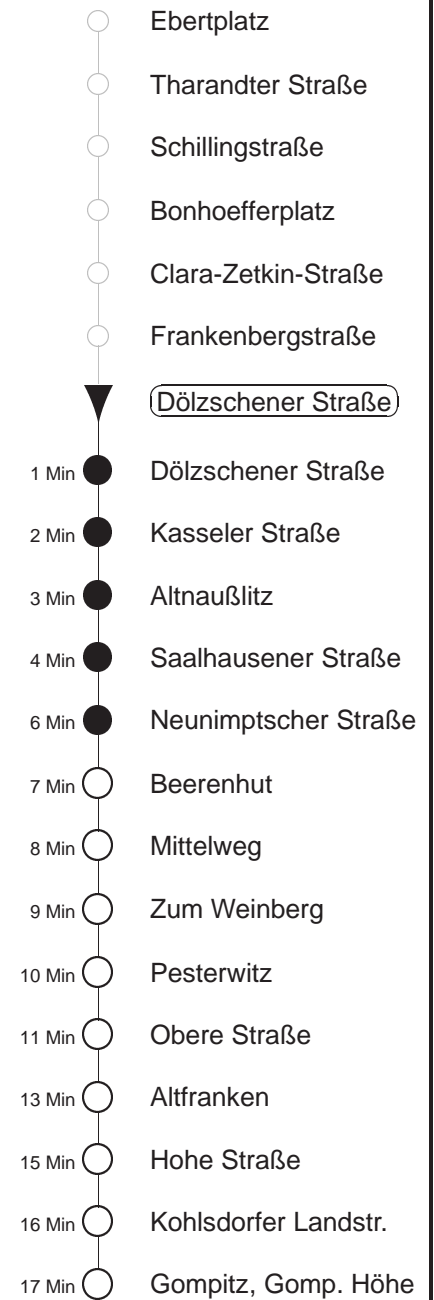 Ebertplatz
Tharandter Straße
Schillingstraße
Bonhoefferplatz
Clara-Zetkin-Straße
Frankenbergstraße
Dölzschener Straße
1 Min Dölzschener Straße
2 Min Kasseler Straße
3 Min Altnaußlitz
4 Min Saalhausener Straße
6 Min Neunimptscher Straße
7 Min Beerenhut
8 Min Mittelweg
9 Min Zum Weinberg
10 Min Pesterwitz
11 Min Obere Straße
13 Min Altfranken
15 Min Hohe Straße
16 Min Kohlsdorfer Landstr.
17 Min Gompitz, Gomp. Höhe